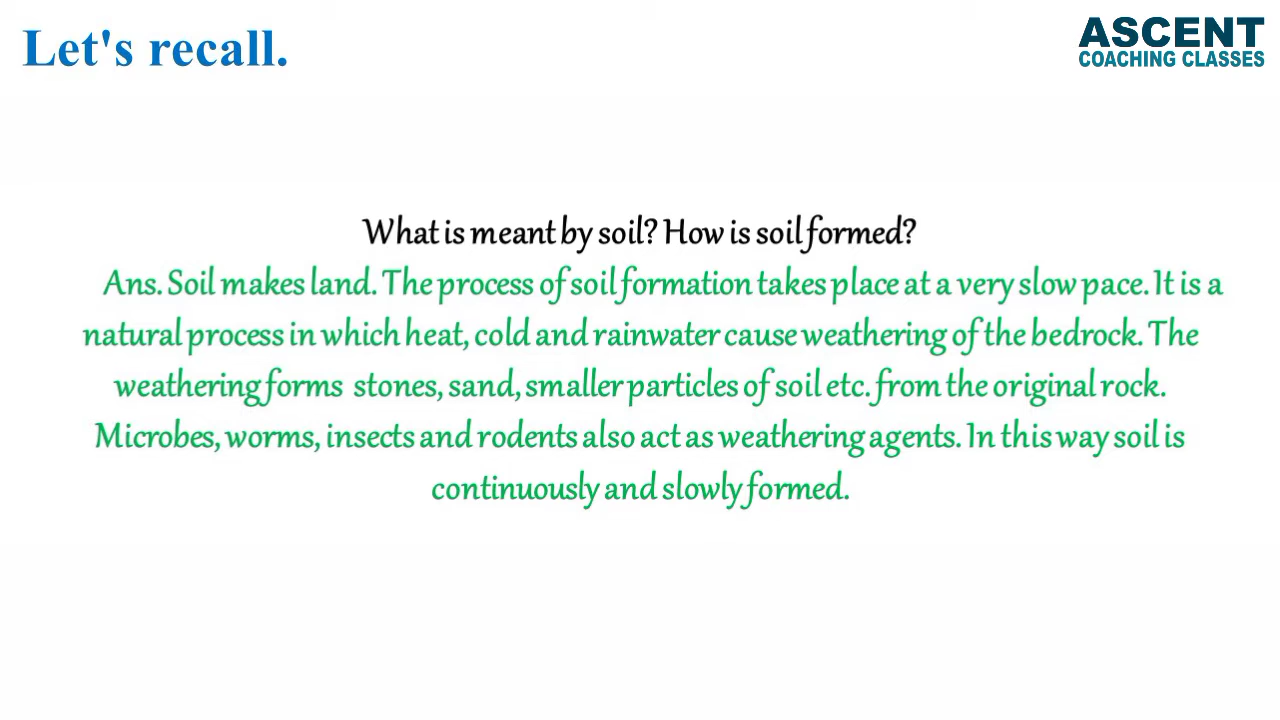 Let's recall.
ASCENT
COACHING CLASSES
What is meant by soil? How is soil formed?
Ans. Soil makes land. The process of soil formation takes place at a very slow pace. It is a
natural process in which heat, cold and rainwater cause weathering of the bedrock. The
weathering forms stones, sand, smaller particles of soil etc. from the original rock.
Microbes, worms, insects and rodents also act as weathering agents. In this way soil is
continuously and slowly formed.